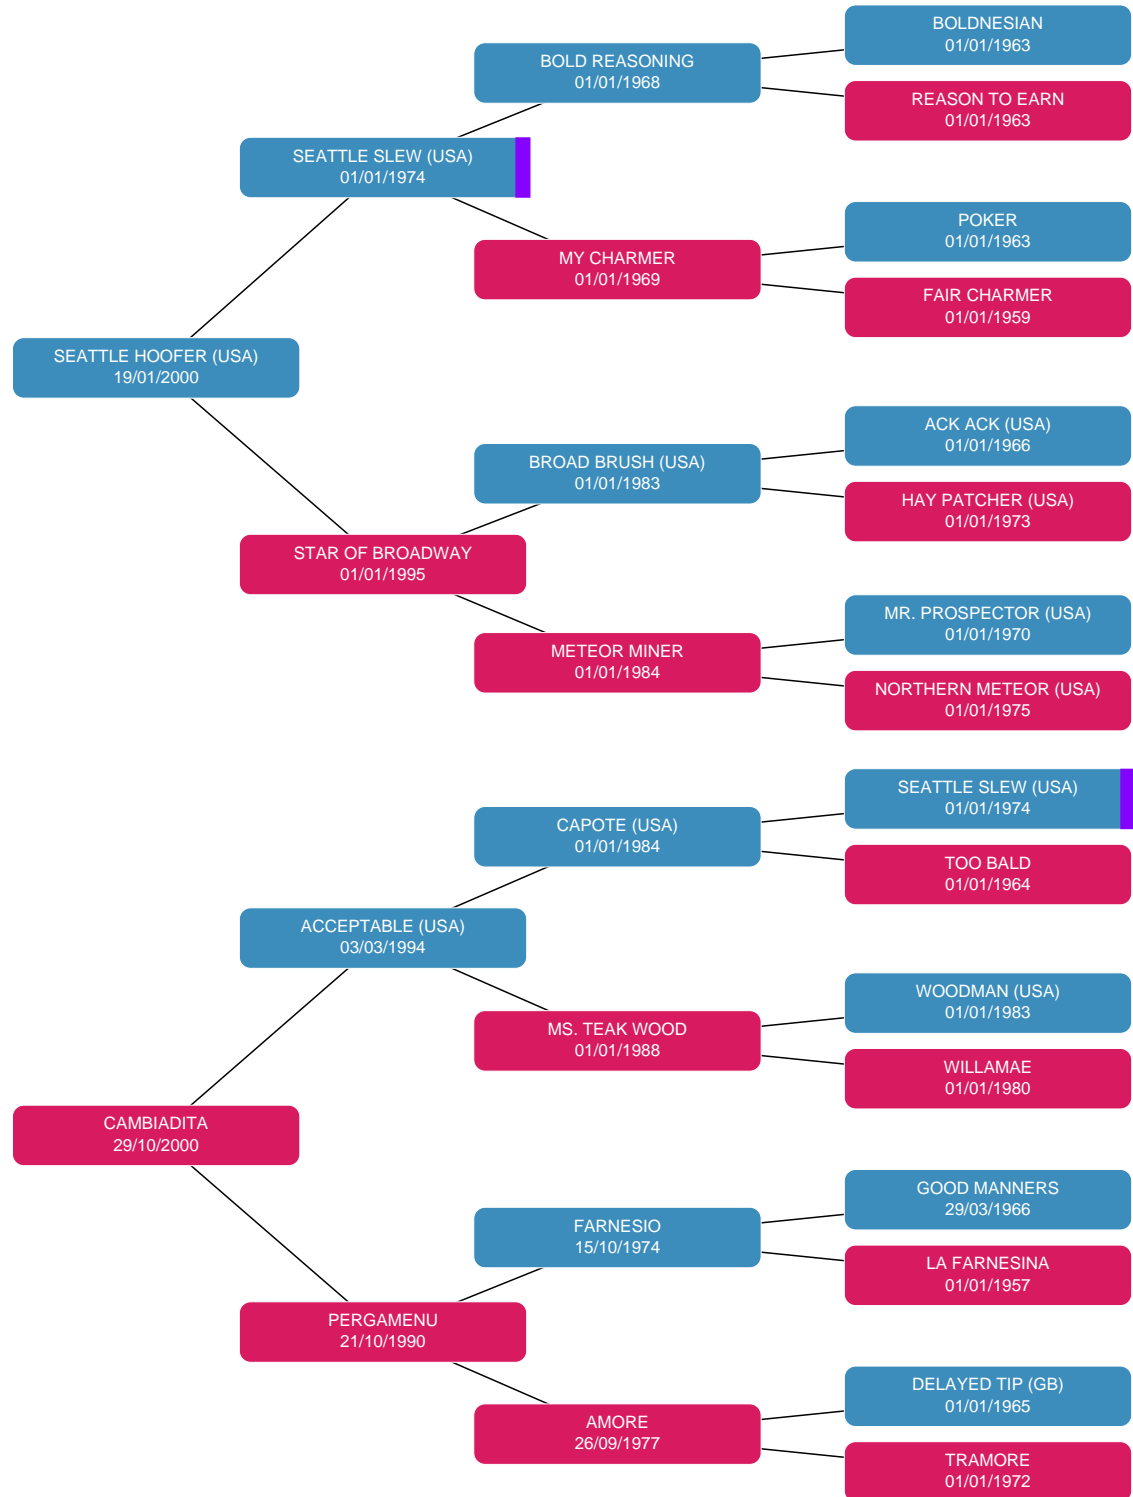 BOLDNESIAN
01/01/1963
BOLD REASONING
01/01/1968
REASON TO EARN
01/01/1963
SEATTLE SLEW (USA)
01/01/1974
POKER
01/01/1963
MY CHARMER
01/01/1969
FAIR CHARMER
01/01/1959
SEATTLE HOOFER (USA)
19/01/2000
ACK ACK (USA)
01/01/1966
BROAD BRUSH (USA)
01/01/1983
HAY PATCHER (USA)
01/01/1973
STAR OF BROADWAY
01/01/1995
MR. PROSPECTOR (USA)
01/01/1970
METEOR MINER
01/01/1984
NORTHERN METEOR (USA)
01/01/1975
SEATTLE SLEW (USA)
01/01/1974
CAPOTE (USA)
01/01/1984
TOO BALD
01/01/1964
ACCEPTABLE (USA)
03/03/1994
WOODMAN (USA)
01/01/1983
MS. TEAK WOOD
01/01/1988
WILLAMAE
01/01/1980
CAMBIADITA
29/10/2000
GOOD MANNERS
29/03/1966
FARNESIO
15/10/1974
LA FARNESINA
01/01/1957
PERGAMENU
21/10/1990
DELAYED TIP (GB)
01/01/1965
AMORE
26/09/1977
TRAMORE
01/01/1972